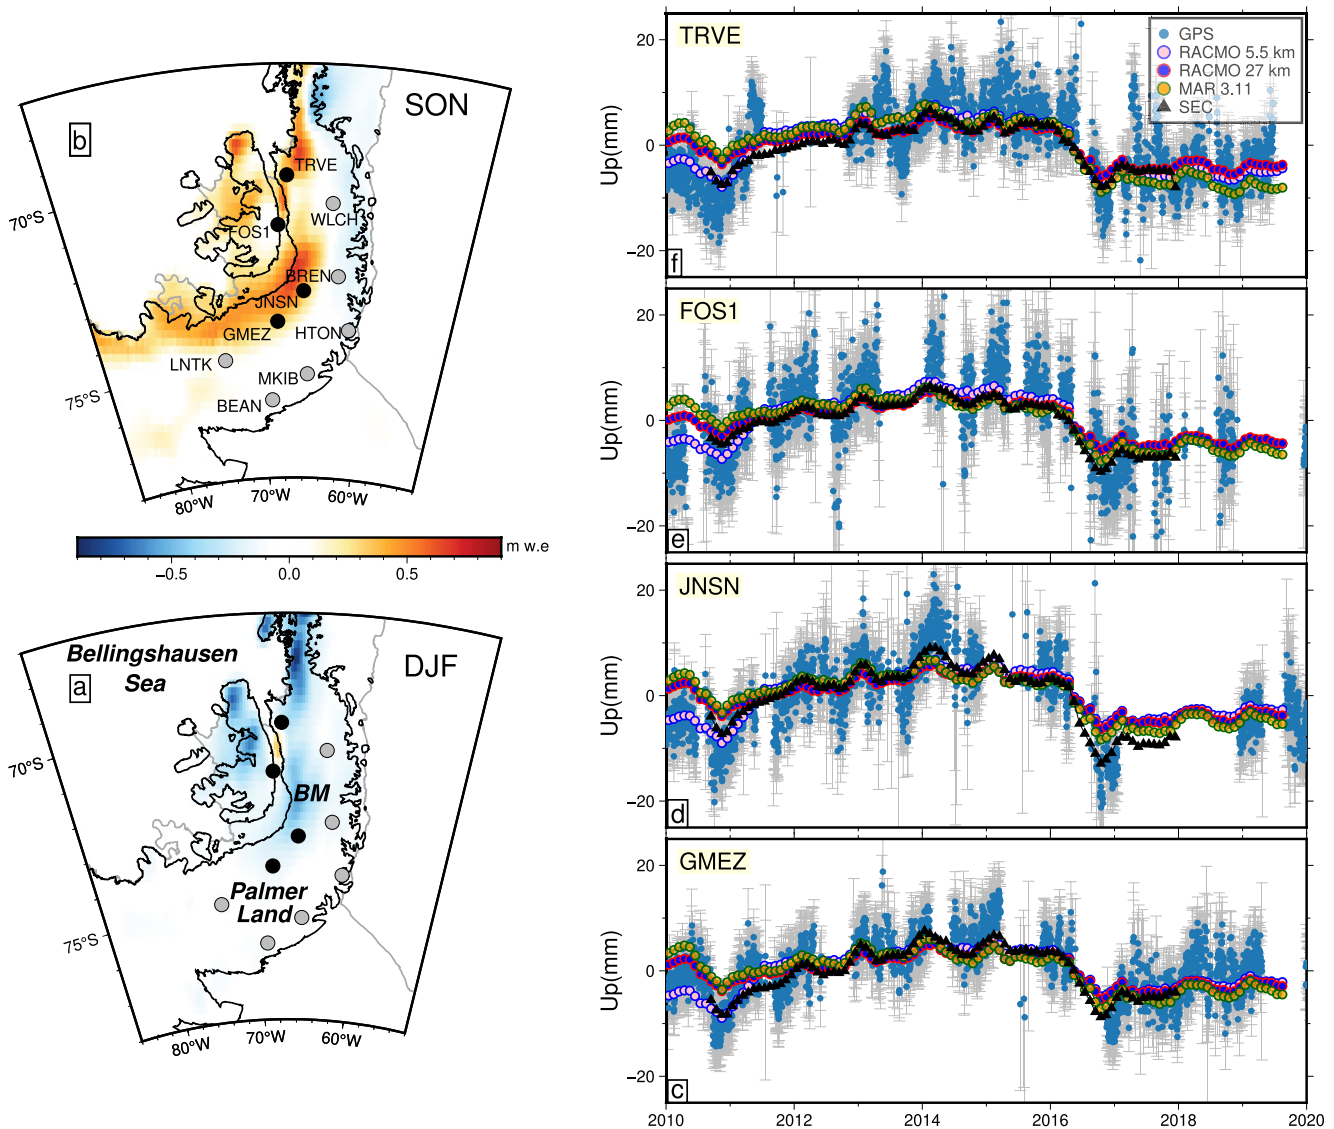 SON
b
TRVE
WLCH
FOS1
BREN
JNSN
GMEZ
HTON
LNTK
MKIB
BEAN
70°S
75°S
80°W
70°W
60°W
m w.e
−0.5
0.0
0.5
Bellingshausen
Sea
a
DJF
BM
Palmer
Land
70°S
75°S
80°W
70°W
60°W
TRVE
GPS
RACMO 5.5 km
RACMO 27 km
MAR 3.11
SEC
Up(mm)
20
0
−20
f
FOS1
Up(mm)
20
0
−20
e
JNSN
Up(mm)
20
0
−20
d
GMEZ
Up(mm)
20
0
−20
c
2010
2012
2014
2016
2018
2020